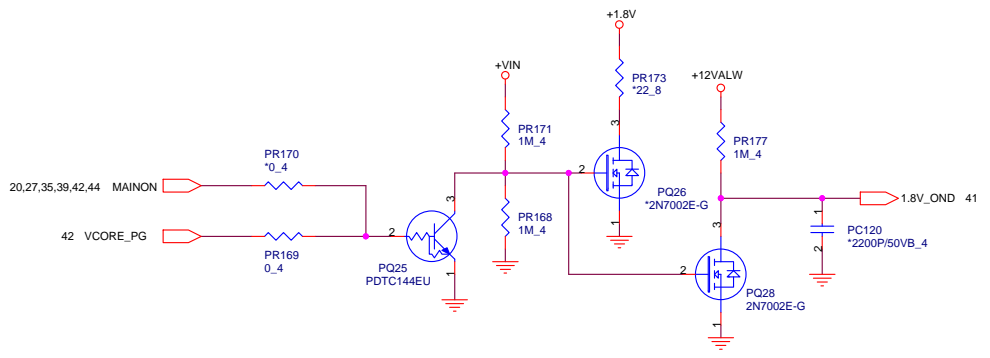 +1.8V
+VIN
PR173
*22_8
+12VALW
3
PR171
1M_4
PR177
1M_4
PR170
*0_4
2
PQ26
*2N7002E-G
20,27,35,39,42,44 MAINON
3
PR168
1M_4
1
1.8V_OND 41
3
1
PC120
*2200P/50VB_4
2
42 VCORE_PG
2
PR169
0_4
PQ25
PDTC144EU
1
2
PQ28
2N7002E-G
1